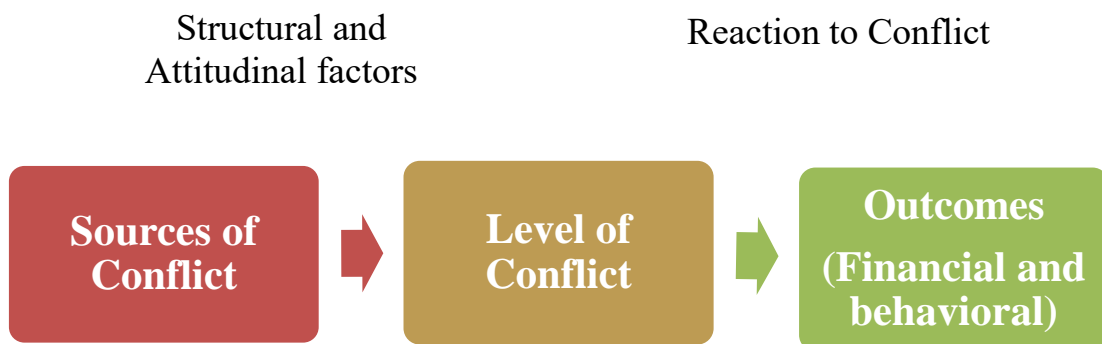 Structural and
Attitudinal factors
Reaction to Conflict
Sources of
Conflict
Level of
Conflict
Outcomes
(Financial and
behavioral)